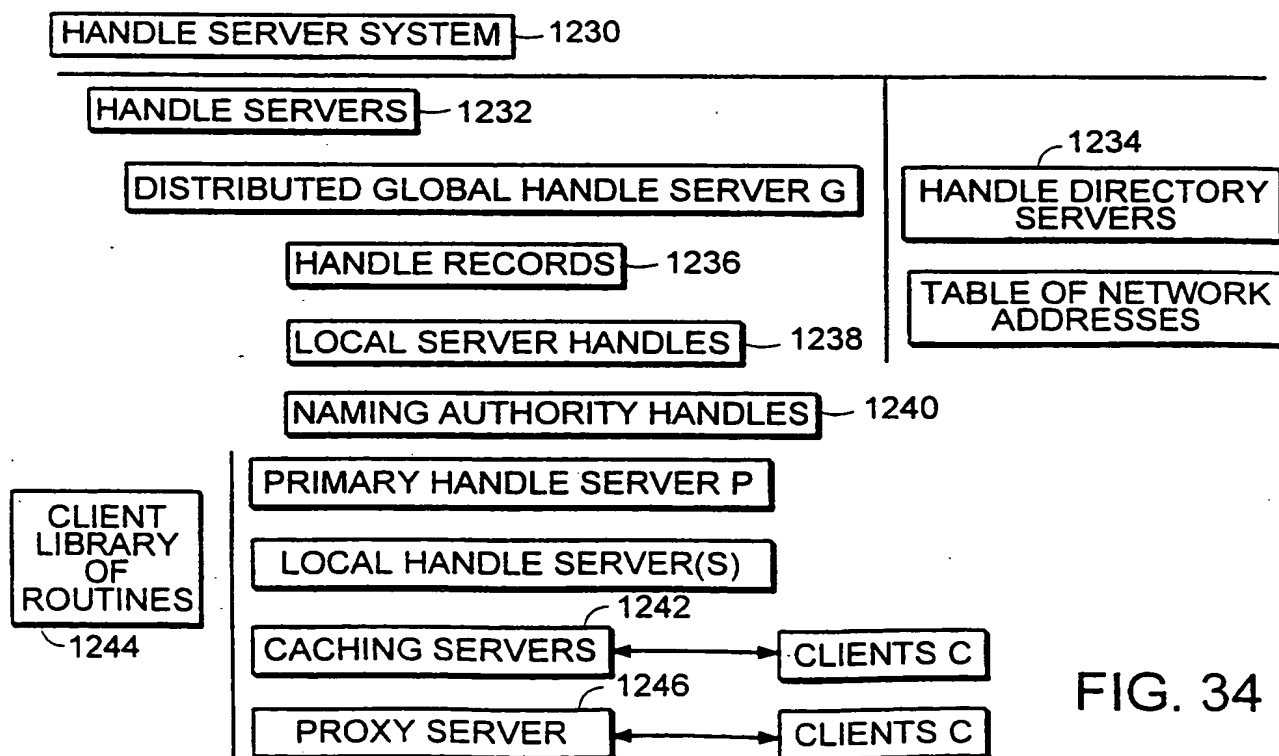 HANDLE SERVER SYSTEM 1230
HANDLE SERVERS 1232
1234
DISTRIBUTED GLOBAL HANDLE SERVER G
HANDLE DIRECTORY
SERVERS
HANDLE RECORDS 1236
TABLE OF NETWORK
ADDRESSES
LOCAL SERVER HANDLES 1238
NAMING AUTHORITY HANDLES 1240
PRIMARY HANDLE SERVER P
CLIENT
LIBRARY
OF
ROUTINES
1244
LOCAL HANDLE SERVER(S)
1242
CACHING SERVERS
CLIENTS C
1246
PROXY SERVER
CLIENTS C
FIG. 34